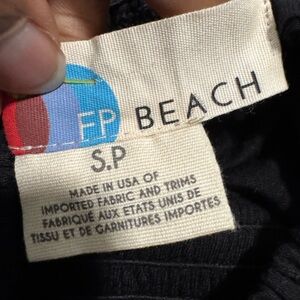 FP BEACH
S.P
MADE IN USA OF
IMPORTED FABRIC AND TRIMS
FABRIQUÉ AUX ETATS UNIS DE
TISSU ET DE GARNITURES IMPORTES